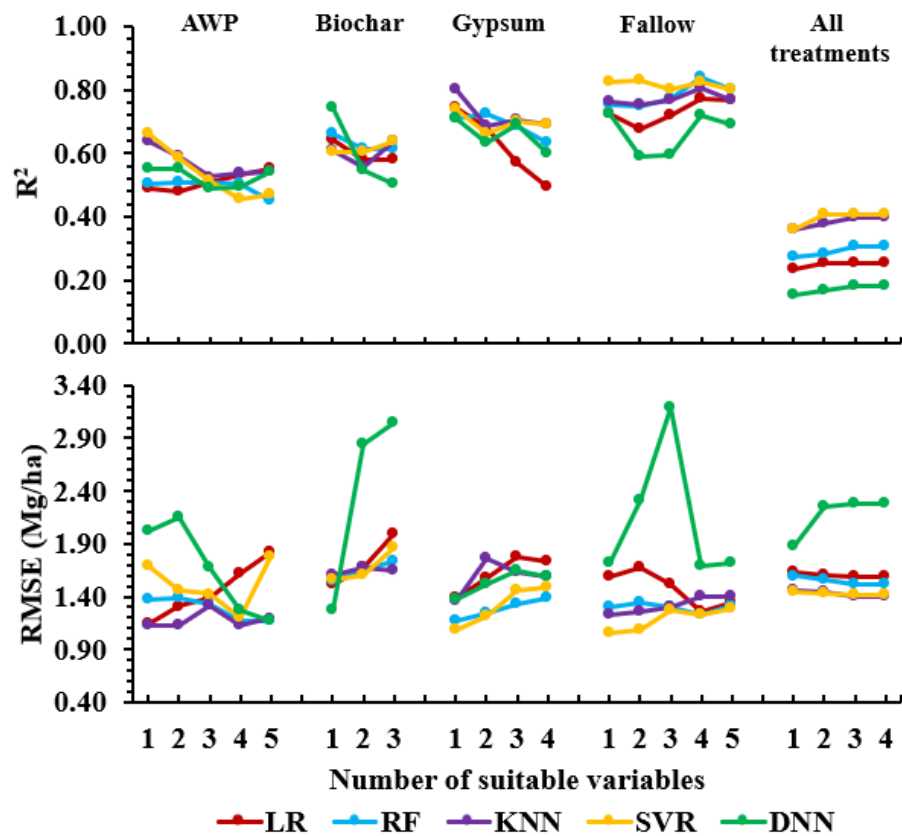 AWP Biochar Gypsum Fallow All treatments
1.00
0.80
0.60
0.40
0.20
0.00
R²
3.40
2.90
2.40
1.90
1.40
0.90
0.40
RMSE (Mg/ha)
1 2 3 4 5 1 2 3 1 2 3 4 1 2 3 4 5 1 2 3 4
Number of suitable variables
LR RF KNN SVR DNN